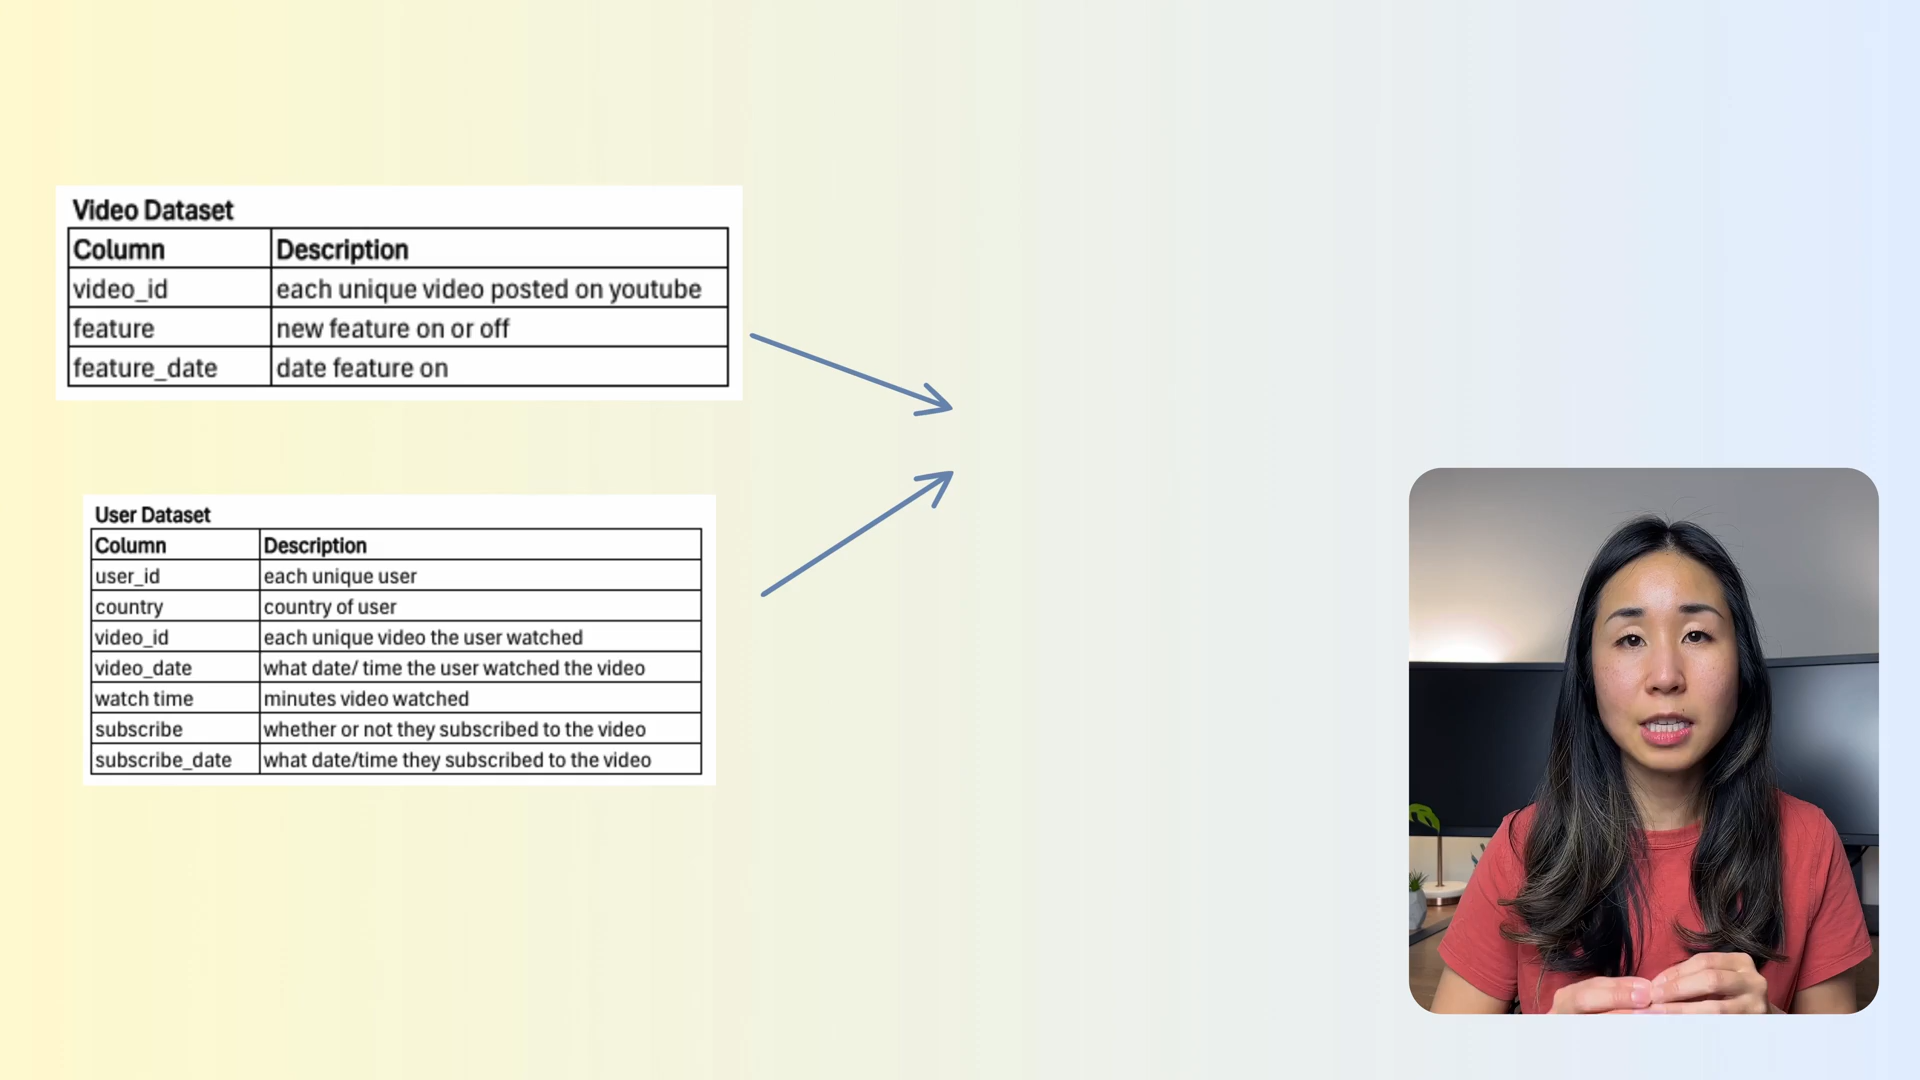 Video Dataset
Column Description
video_id each unique video posted on youtube
feature new feature on or off
feature_date date feature on
User Dataset
Column Description
user_id each unique user
country country of user
video_id each unique video the user watched
video_date what date/ time the user watched the video
watch time minutes video watched
subscribe whether or not they subscribed to the video
subscribe_date what date/time they subscribed to the video